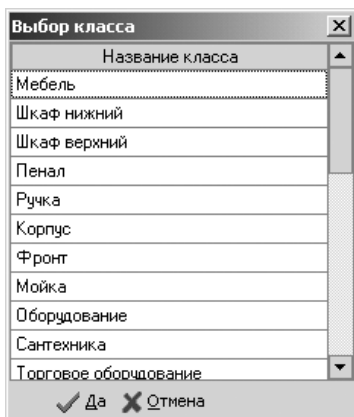 Выбор класса
Название класса
Мебель
Шкаф нижний
Шкаф верхний
Пенал
Ручка
Корпус
Фронт
Мойка
Оборудование
Сантехника
Торговое оборудование
Да Отмена